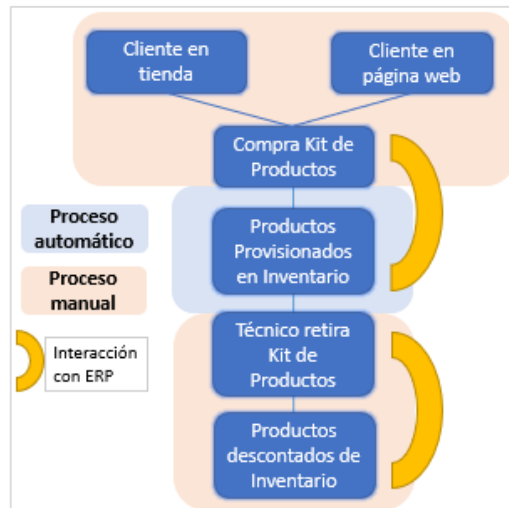 Cliente en
tienda
Cliente en
página web
Compra Kit de
Productos
Proceso
automático
Productos
Provisionados
en Inventario
Proceso
manual
Interacción
con ERP
Técnico retira
Kit de
Productos
Productos
descontados de
Inventario